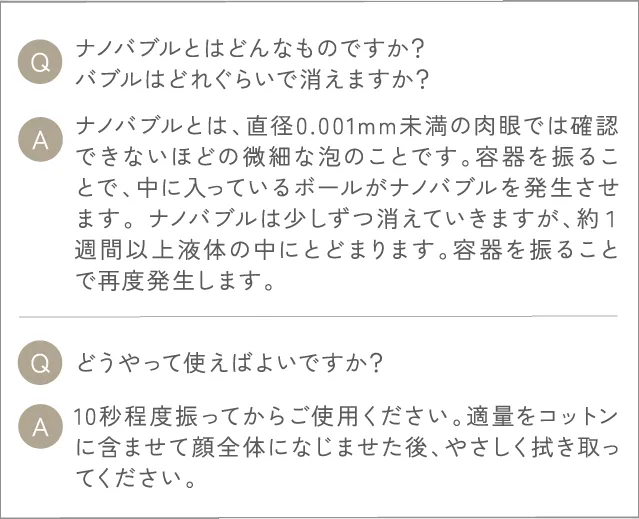 Q ナノバブルとはどんなものですか?
バブルはどれぐらいで消えますか?
A ナノバブルとは、直径0.001mm未満の肉眼では確認
できないほどの微細な泡のことです。容器を振るこ
とで、中に入っているボールがナノバブルを発生させ
ます。ナノバブルは少しずつ消えていきますが、約1
週間以上液体の中にとどまります。容器を振ること
で再度発生します。
Q どうやって使えばよいですか?
A 10秒程度振ってからご使用ください。適量をコットン
に含ませて顔全体になじませた後、やさしく拭き取っ
てください。